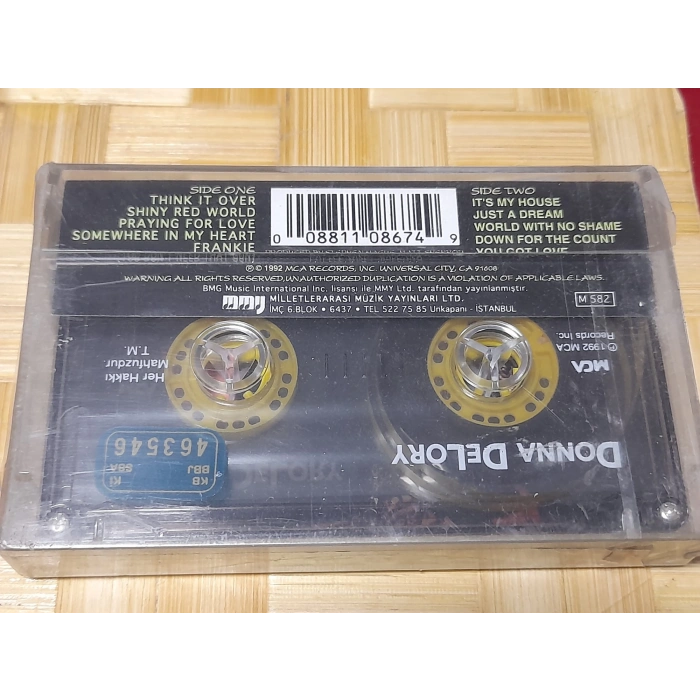 SIDE ONE
THINK IT OVER
SHINY RED WORLD
PRAYING FOR LOVE
SOMEWHERE IN MY HEART
FRANKIE
0 08811 08674 9
SIDE TWO
IT'S MY HOUSE
JUST A DREAM
WORLD WITH NO SHAME
DOWN FOR THE COUNT
YOU GOT LOVE
℗ © 1992 MCA RECORDS, INC. UNIVERSAL CITY, CA 91608
WARNING: ALL RIGHTS RESERVED. UNAUTHORIZED DUPLICATION IS A VIOLATION OF APPLICABLE LAWS.
BMG Music International Inc. lisansı ile MMY Ltd. tarafından yayınlanmıştır.
mmy MİLLETLERARASI MÜZİK YAYINLARI LTD.
İMÇ 6.BLOK • 6437 • TEL 522 75 85 Unkapanı - İSTANBUL
M 582
DONNA DELORY
MCA
℗1992 MCA
Records Inc.
Her Hakkı
Mahfuzdur.
T.M.
KB KI
BBJ SSA
463546